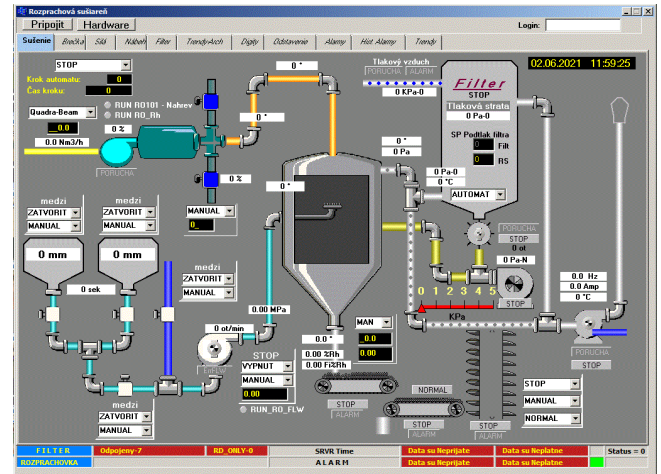 Rozprachová sušiareň
Pripojit Hardware
Login:
Sušenie Brečka Silá Nábeh Filter TrendyArch Digity Odstavenie Alarmy Hist Alarmy Trendy
STOP
Krok automatu: 0
Čas kroku: 0
Quadra-Beam
RUN RO101 - Nahrev
RUN RO_Rh
0.0
0 %
0.0 Nm3/h
PORUCHA
0 %
MANUAL
0
0 °
0 °
0 °
Tlakový vzduch
PORUCHA ALARM
0 KPa-0
Filter
STOP
Tlaková strata
0 Pa-0
SP Podtlak filtra
0 Filt
0 RS
AUTOMAT
02.06.2021 11:59:25
0 °
0 Pa
0 Pa-0
0 °C
PORUCHA
STOP
0 ot
0 Pa-N
STOP
0 1 2 3 4 5
KPa
0.0 Hz
0.0 Amp
0 °C
PORUCHA
STOP
medzi
ZATVORIT
MANUAL
medzi
ZATVORIT
MANUAL
0 mm
0 mm
0 sek
medzi
ZATVORIT
MANUAL
medzi
ZATVORIT
MANUAL
0 ot/min
EnFLW
0.00 MPa
STOP
VYPNUT
MANUAL
0.00
RUN_RO_FLW
0.0 °
0.00 %Rh
0.00 Fi%Rh
MAN
0.0
0.00
STOP
ALARM
NORMAL
STOP
ALARM
STOP
ALARM
STOP
MANUAL
NORMAL
FILTER Odpojeny-7 RD_ONLY-0 SRVR Time Data su Neprijate Data su Neplatne Status = 0
ROZPRACHOVKA ALARM Data su Neprijate Data su Neplatne